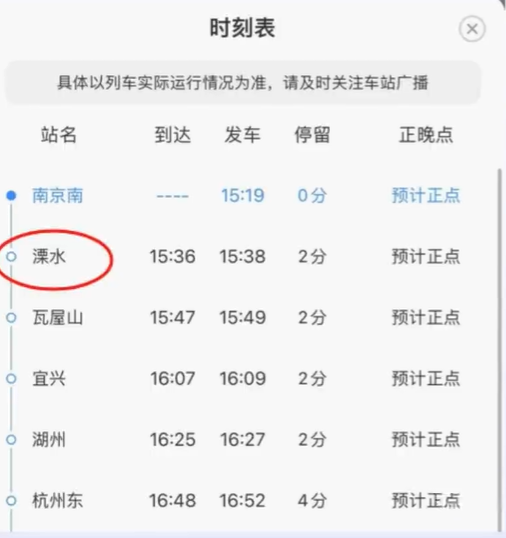 时刻表
具体以列车实际运行情况为准，请及时关注车站广播
站名 到达 发车 停留 正晚点
南京南 ---- 15:19 0分 预计正点
溧水 15:36 15:38 2分 预计正点
瓦屋山 15:47 15:49 2分 预计正点
宜兴 16:07 16:09 2分 预计正点
湖州 16:25 16:27 2分 预计正点
杭州东 16:48 16:52 4分 预计正点